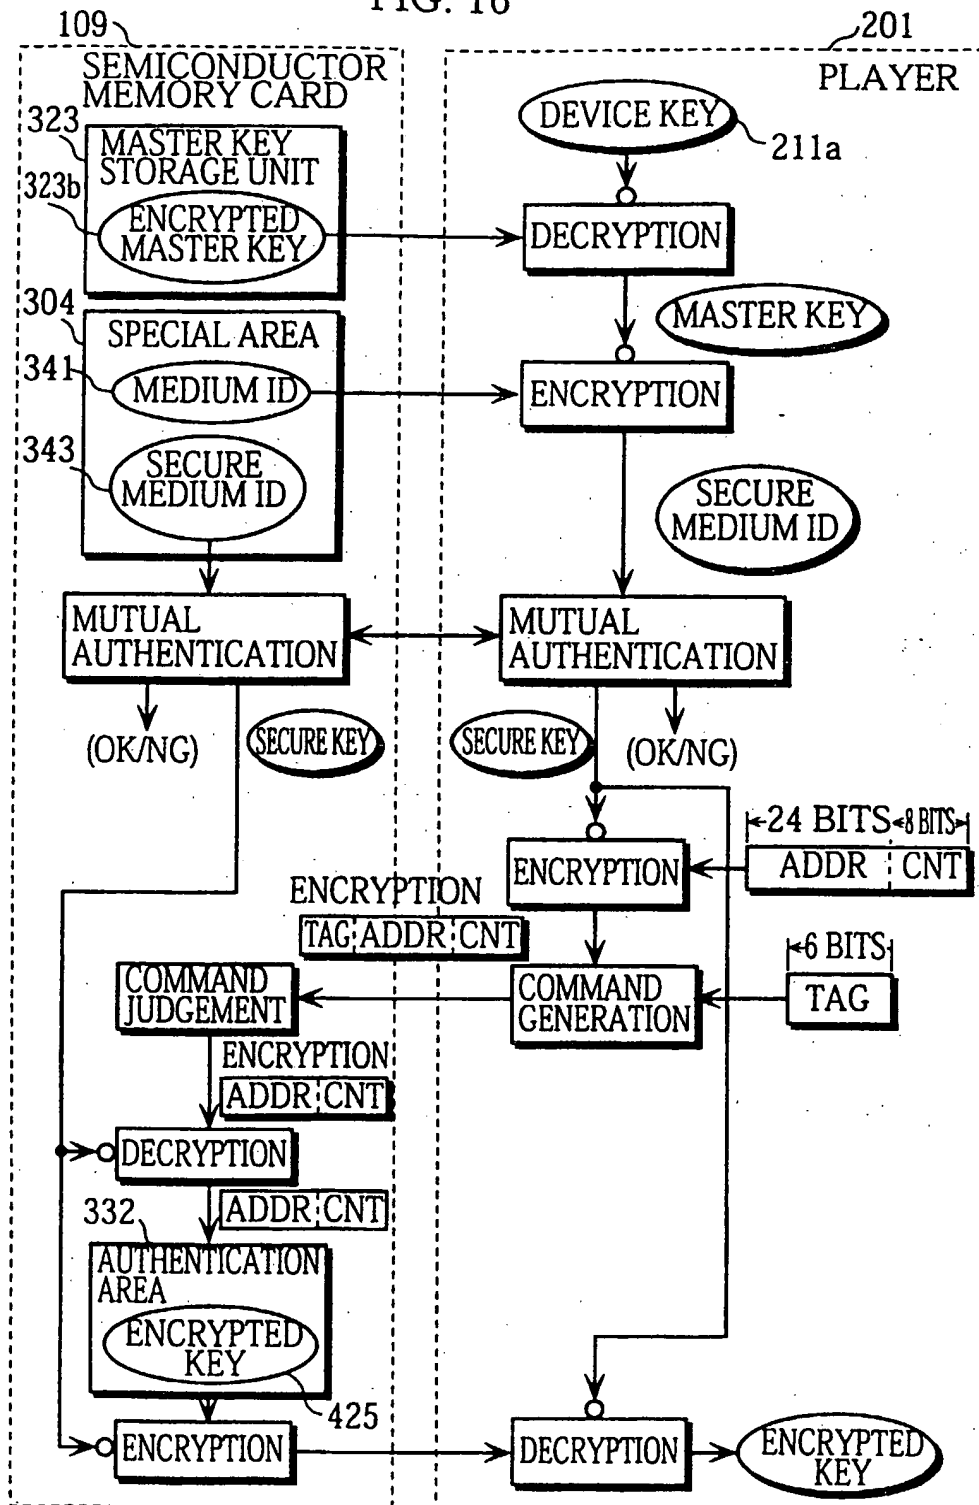 FIG. 16
109
201
SEMICONDUCTOR
MEMORY CARD
PLAYER
323
MASTER KEY
STORAGE UNIT
323b
ENCRYPTED
MASTER KEY
DEVICE KEY
211a
DECRYPTION
304
SPECIAL AREA
MASTER KEY
341
MEDIUM ID
ENCRYPTION
343
SECURE
MEDIUM ID
SECURE
MEDIUM ID
MUTUAL
AUTHENTICATION
MUTUAL
AUTHENTICATION
(OK/NG)
SECURE KEY
SECURE KEY
(OK/NG)
24 BITS
8 BITS
ENCRYPTION
ADDR CNT
ENCRYPTION
TAG ADDR CNT
6 BITS
COMMAND
JUDGEMENT
COMMAND
GENERATION
TAG
ENCRYPTION
ADDR CNT
DECRYPTION
ADDR CNT
332
AUTHENTICATION
AREA
ENCRYPTED
KEY
425
ENCRYPTION
DECRYPTION
ENCRYPTED
KEY